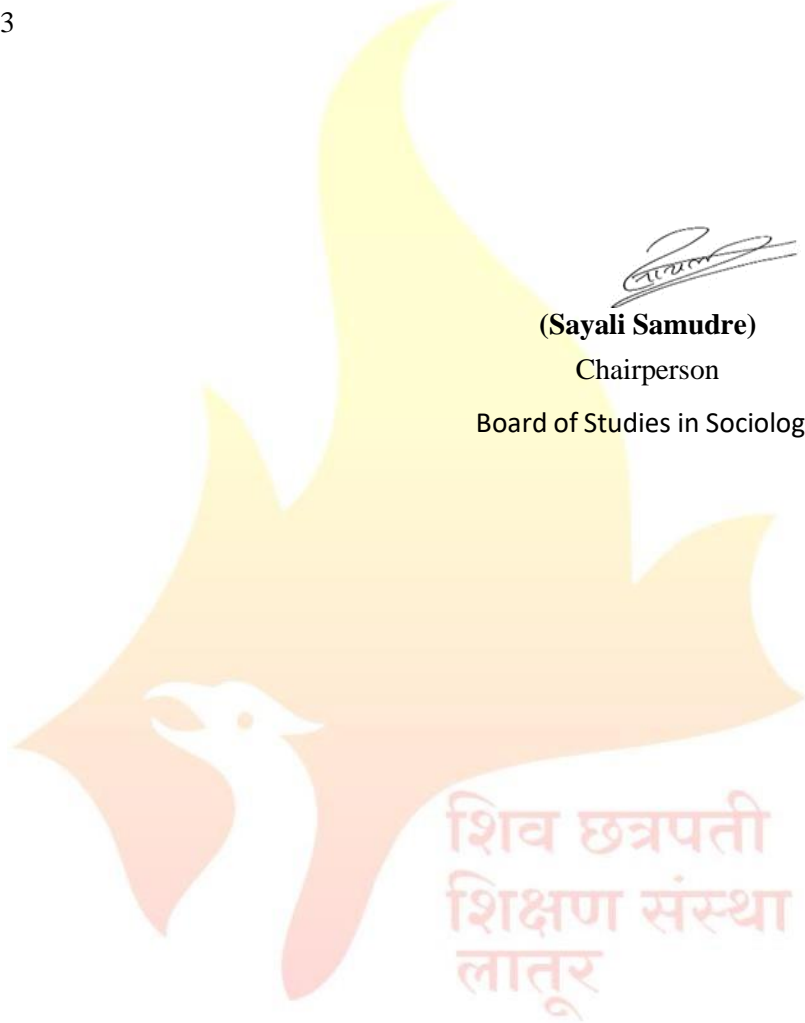 3
(Sayali Samudre)
Chairperson
Board of Studies in Sociolog
शिव छत्रपती
शिक्षण संस्था
लातूर